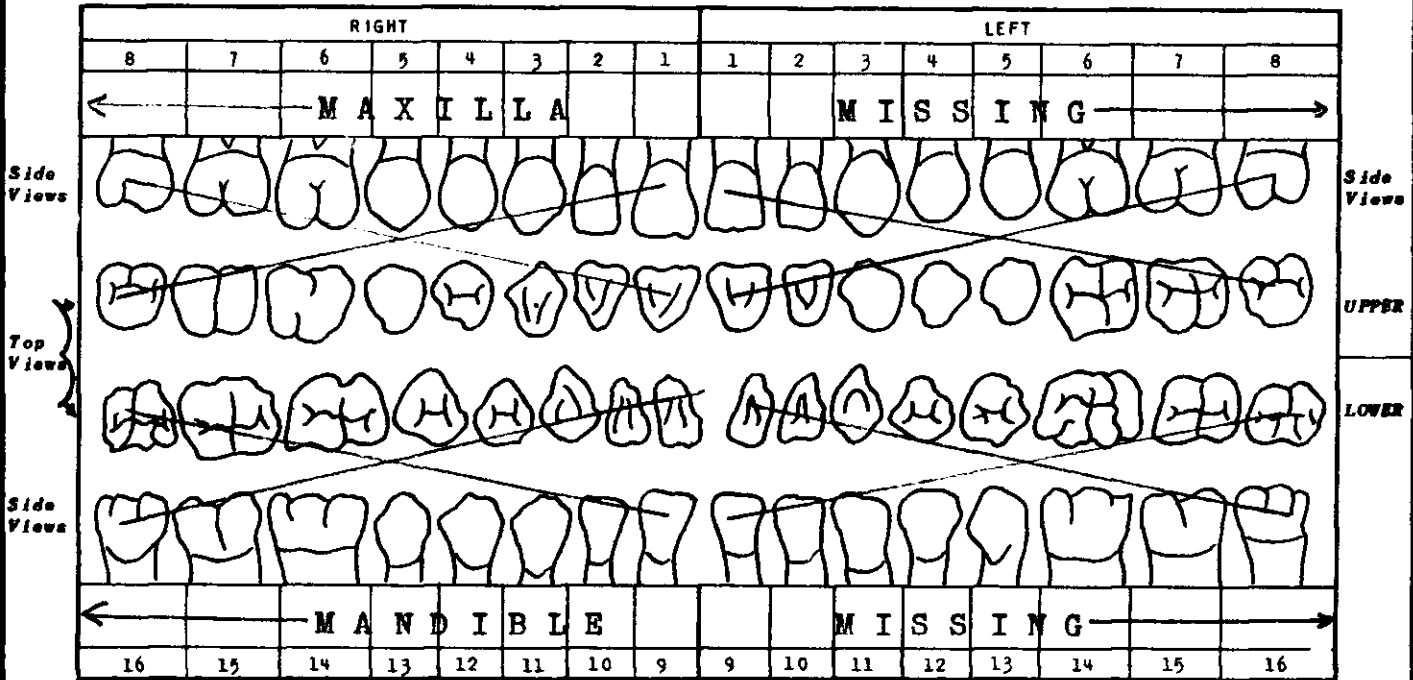 RIGHT LEFT
8 7 6 5 4 3 2 1 1 2 3 4 5 6 7 8
MAXILLA MISSING
Side Views Side Views
UPPER
Top Views
LOWER
Side Views
MANDIBLE MISSING
16 15 14 13 12 11 10 9 9 10 11 12 13 14 15 16